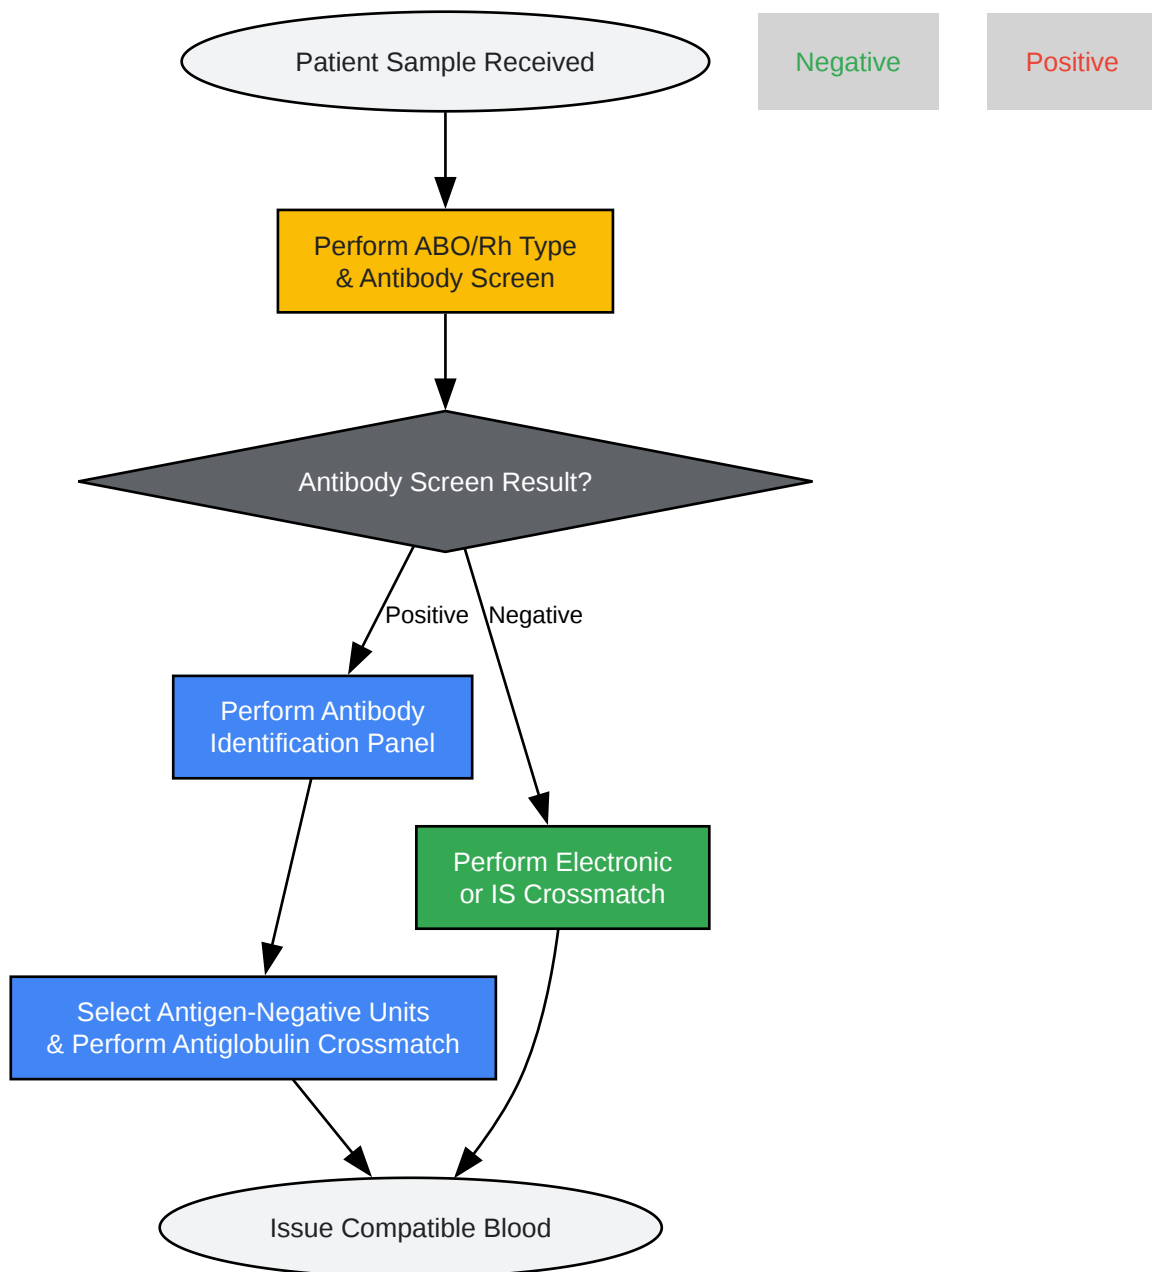 Patient Sample Received
Negative
Positive
Perform ABO/Rh Type
& Antibody Screen
Antibody Screen Result?
Positive
Negative
Perform Antibody
Identification Panel
Perform Electronic
or IS Crossmatch
Select Antigen-Negative Units
& Perform Antiglobulin Crossmatch
Issue Compatible Blood